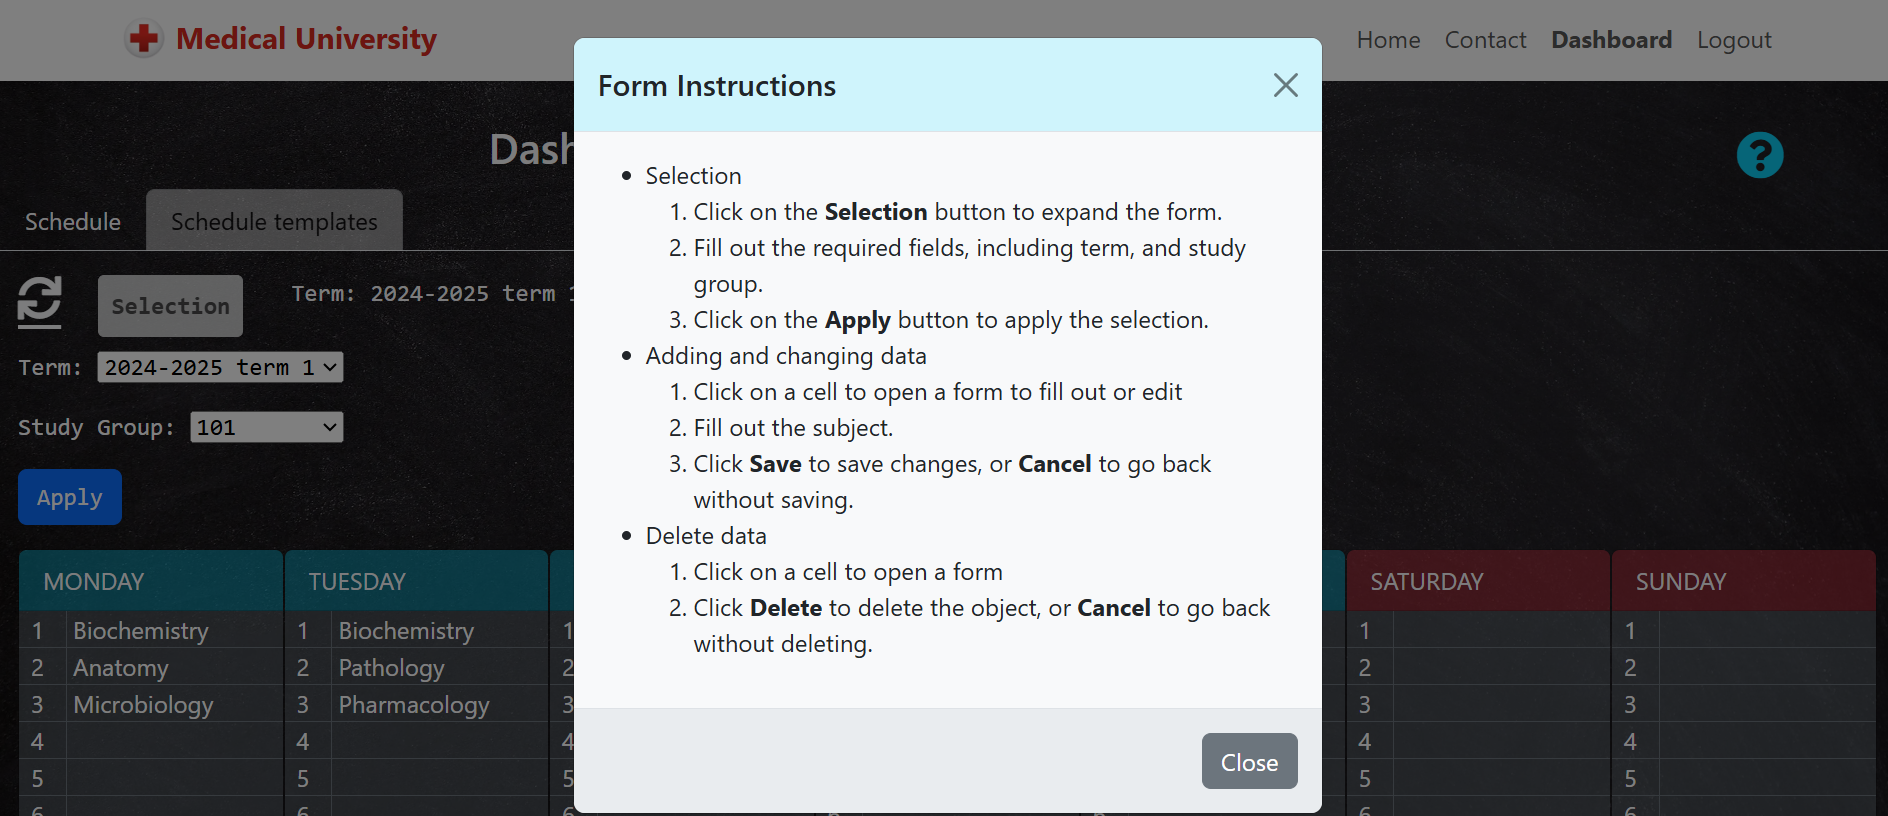 Medical University
Home Contact Dashboard Logout
Form Instructions
Dash
?
Schedule
Schedule templates
• Selection
1. Click on the Selection button to expand the form.
2. Fill out the required fields, including term, and study
group.
3. Click on the Apply button to apply the selection.
• Adding and changing data
1. Click on a cell to open a form to fill out or edit
2. Fill out the subject.
3. Click Save to save changes, or Cancel to go back
without saving.
• Delete data
1. Click on a cell to open a form
2. Click Delete to delete the object, or Cancel to go back
without deleting.
Close
Selection
Term: 2024-2025 term 1
Term: 2024-2025 term 1
Study Group: 101
Apply
MONDAY TUESDAY SATURDAY SUNDAY
1 Biochemistry 1 Biochemistry 1 1 1
2 Anatomy 2 Pathology 2 2 2
3 Microbiology 3 Pharmacology 3 3 3
4 4 4 4 4
5 5 5 5 5
6 6 6 6 6